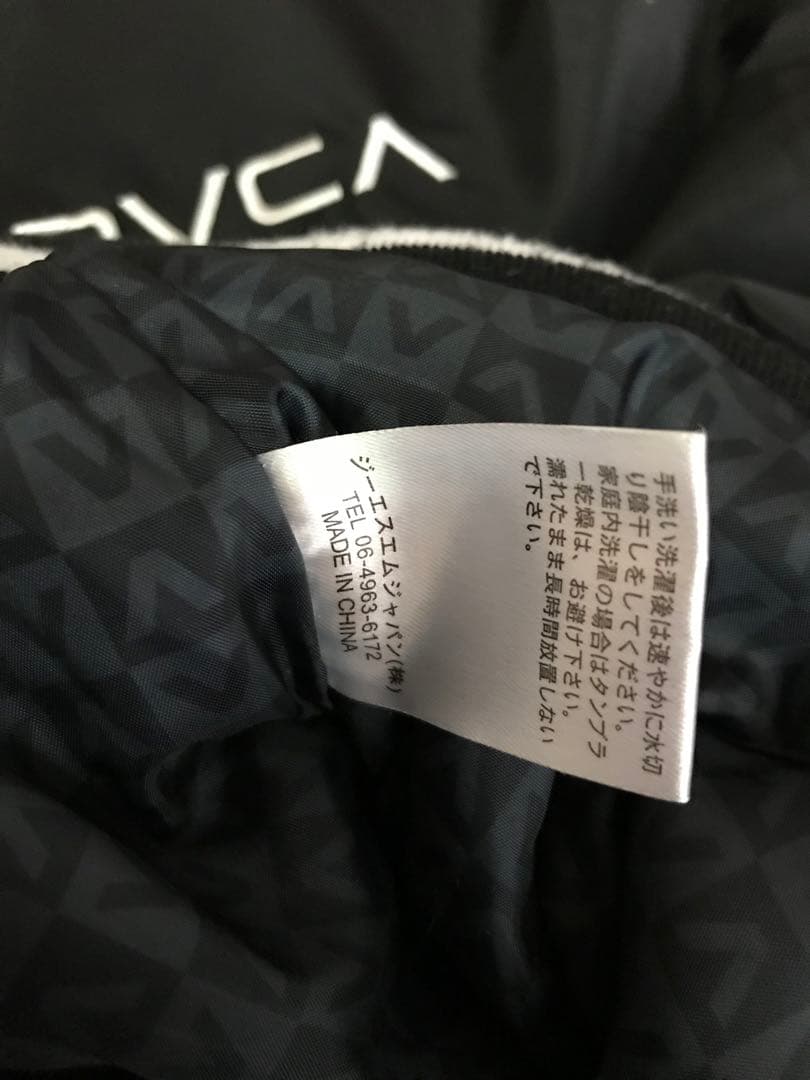 RVCA
手洗い洗濯後は速やかに水切
り陰干しをしてください。
家庭内洗濯の場合はタンブラ
ー乾燥は、お避け下さい。
濡れたまま長時間放置しない
で下さい。
ジーエスエムジャパン(株)
TEL 06-4963-6172
MADE IN CHINA